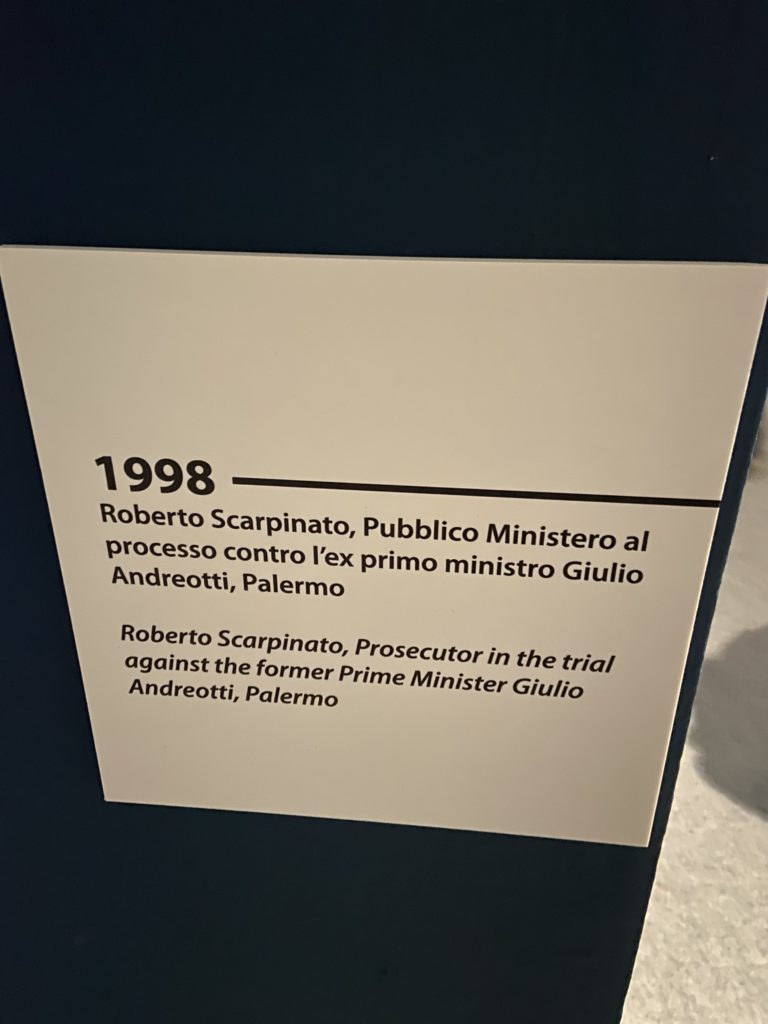 1998
Roberto Scarpinato, Pubblico Ministero al
processo contro l'ex primo ministro Giulio
Andreotti, Palermo
Roberto Scarpinato, Prosecutor in the trial
against the former Prime Minister Giulio
Andreotti, Palermo